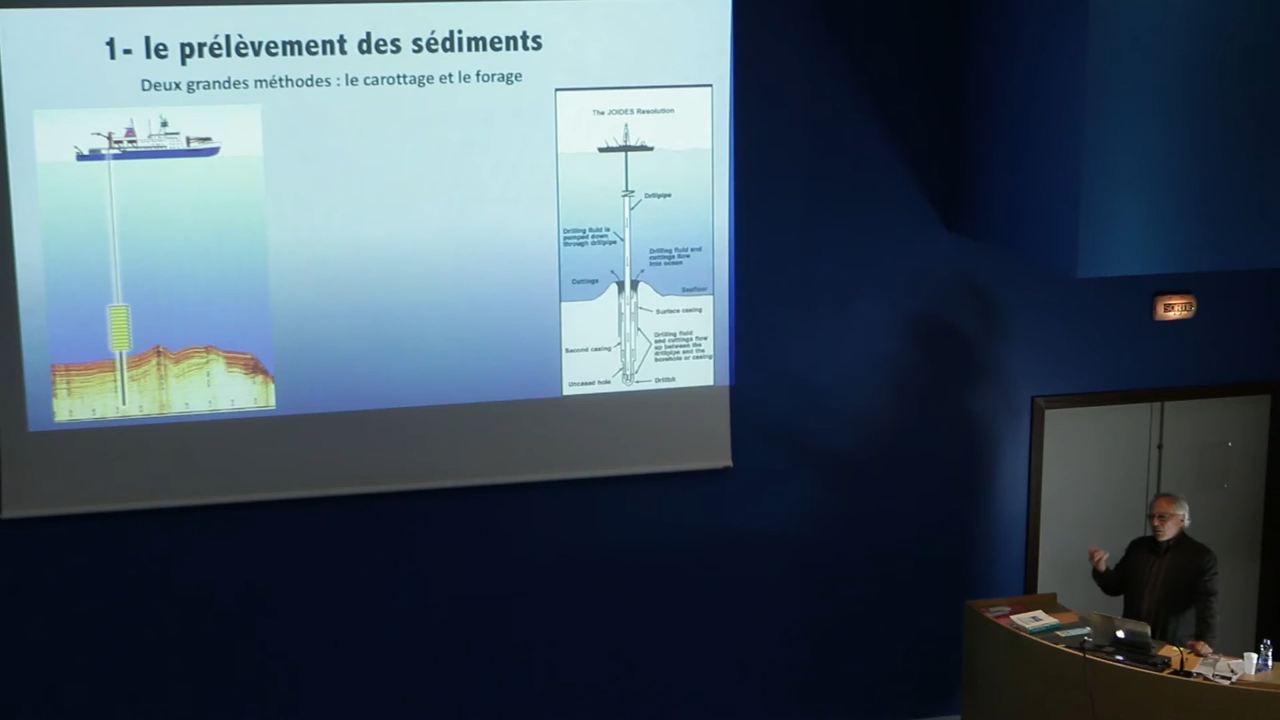 1- le prélèvement des sédiments
Deux grandes méthodes : le carottage et le forage
The JOIDES Resolution
Drillpipe
Drilling fluid is
pumped down
through drillpipe
Drilling fluid and
cuttings flow
into ocean
Cuttings
Seafloor
Surface casing
Drilling fluid
and cuttings flow
up between the
drillpipe and the
borehole or casing
Second casing
Uncased hole
Drillbit
SORTIE